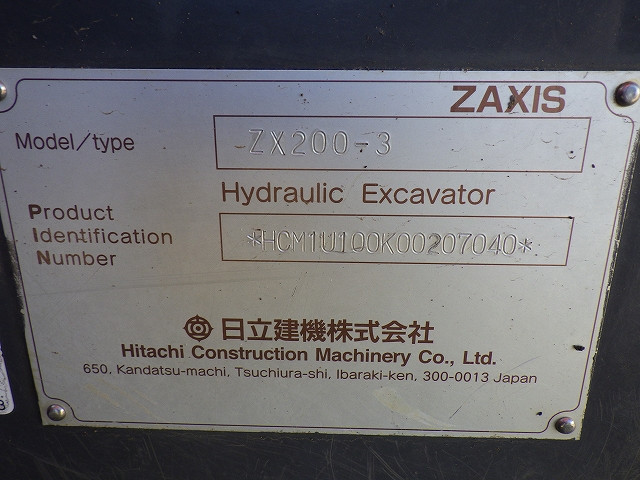 ZAXIS
Model/type ZX200-3
Hydraulic Excavator
Product
Identification
Number
*HCM1U100K00207040*
日立建機株式会社
Hitachi Construction Machinery Co., Ltd.
650, Kandatsu-machi, Tsuchiura-shi, Ibaraki-ken, 300-0013 Japan